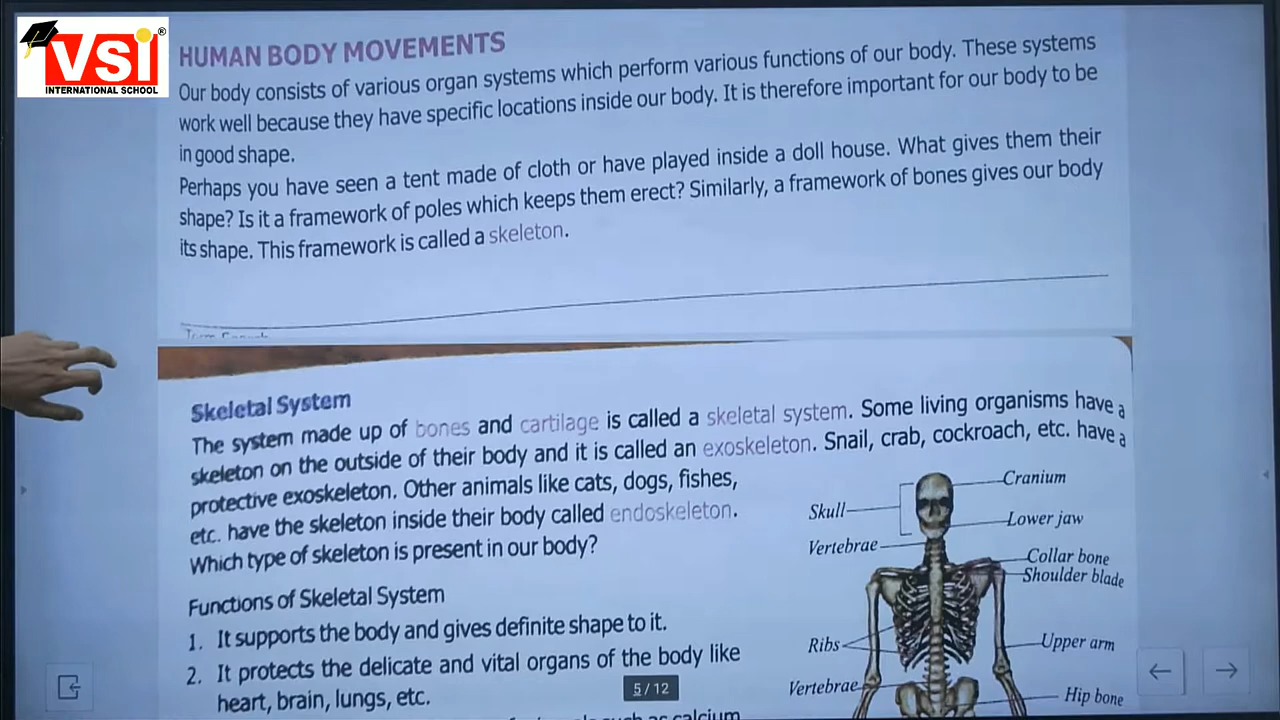 VSI
INTERNATIONAL SCHOOL
HUMAN BODY MOVEMENTS
Our body consists of various organ systems which perform various functions of our body. These systems
work well because they have specific locations inside our body. It is therefore important for our body to be
in good shape.
Perhaps you have seen a tent made of cloth or have played inside a doll house. What gives them their
shape? Is it a framework of poles which keeps them erect? Similarly, a framework of bones gives our body
its shape. This framework is called a skeleton.
Skeletal System
The system made up of bones and cartilage is called a skeletal system. Some living organisms have a
skeleton on the outside of their body and it is called an exoskeleton. Snail, crab, cockroach, etc. have a
protective exoskeleton. Other animals like cats, dogs, fishes,
etc. have the skeleton inside their body called endoskeleton.
Which type of skeleton is present in our body?
Functions of Skeletal System
1. It supports the body and gives definite shape to it.
2. It protects the delicate and vital organs of the body like
heart, brain, lungs, etc.
such as calcium
Cranium
Skull
Lower jaw
Vertebrae
Collar bone
Shoulder blade
Ribs
Upper arm
Vertebrae
Hip bone
5 / 12